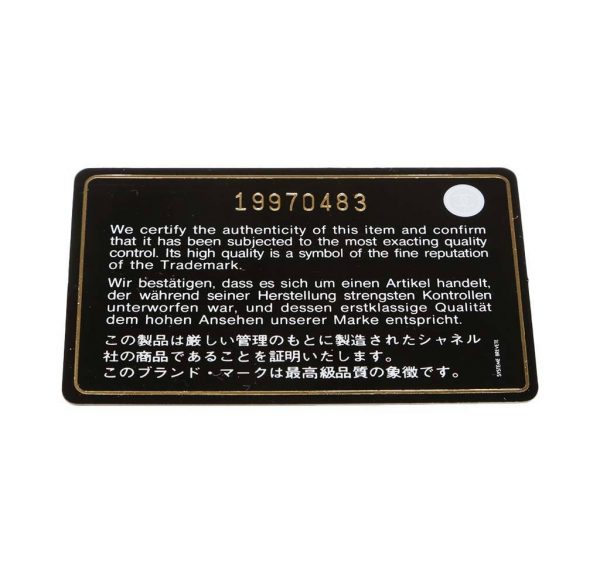 19970483
We certify the authenticity of this item and confirm
that it has been subjected to the most exacting quality
control. Its high quality is a symbol of the fine reputation
of the Trademark.
Wir bestätigen, dass es sich um einen Artikel handelt,
der während seiner Herstellung strengsten Kontrollen
unterworfen war, und dessen erstklassige Qualität
dem hohen Ansehen unserer Marke entspricht.
この製品は厳しい管理のもとに製造されたシャネル
社の商品であることを証明いたします。
このブランド・マークは最高級品質の象徴です。
SYSTEME BREVETE